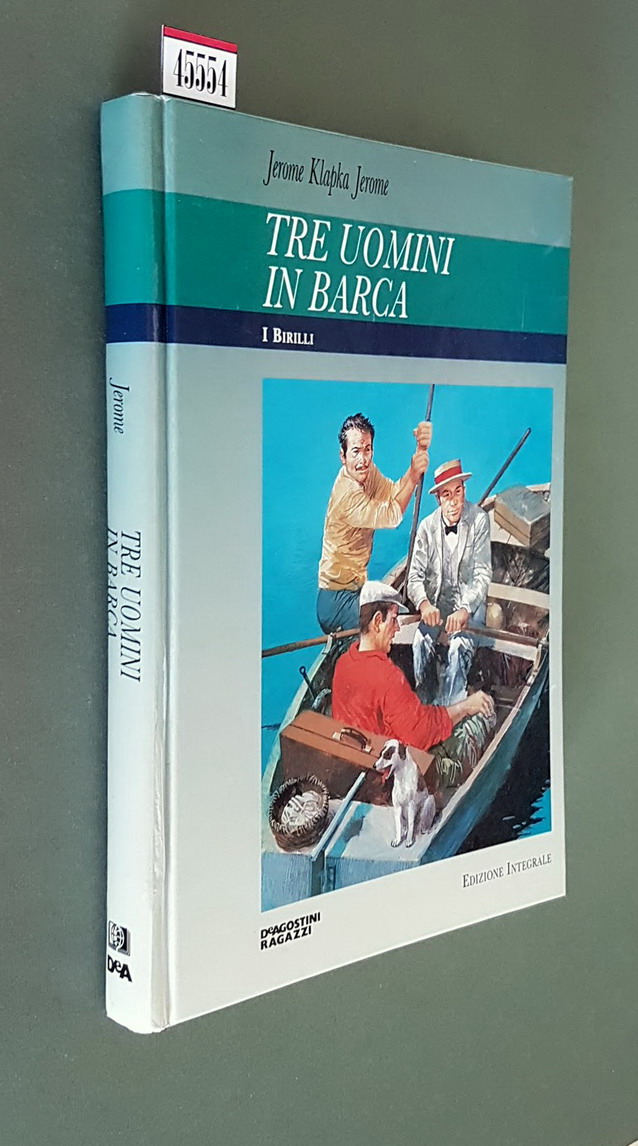 45554
Jerome Klapka Jerome
TRE UOMINI
IN BARCA
I BIRILLI
EDIZIONE INTEGRALE
DeAGOSTINI
RAGAZZI
Jerome
TRE UOMINI
IN BARCA
DeA